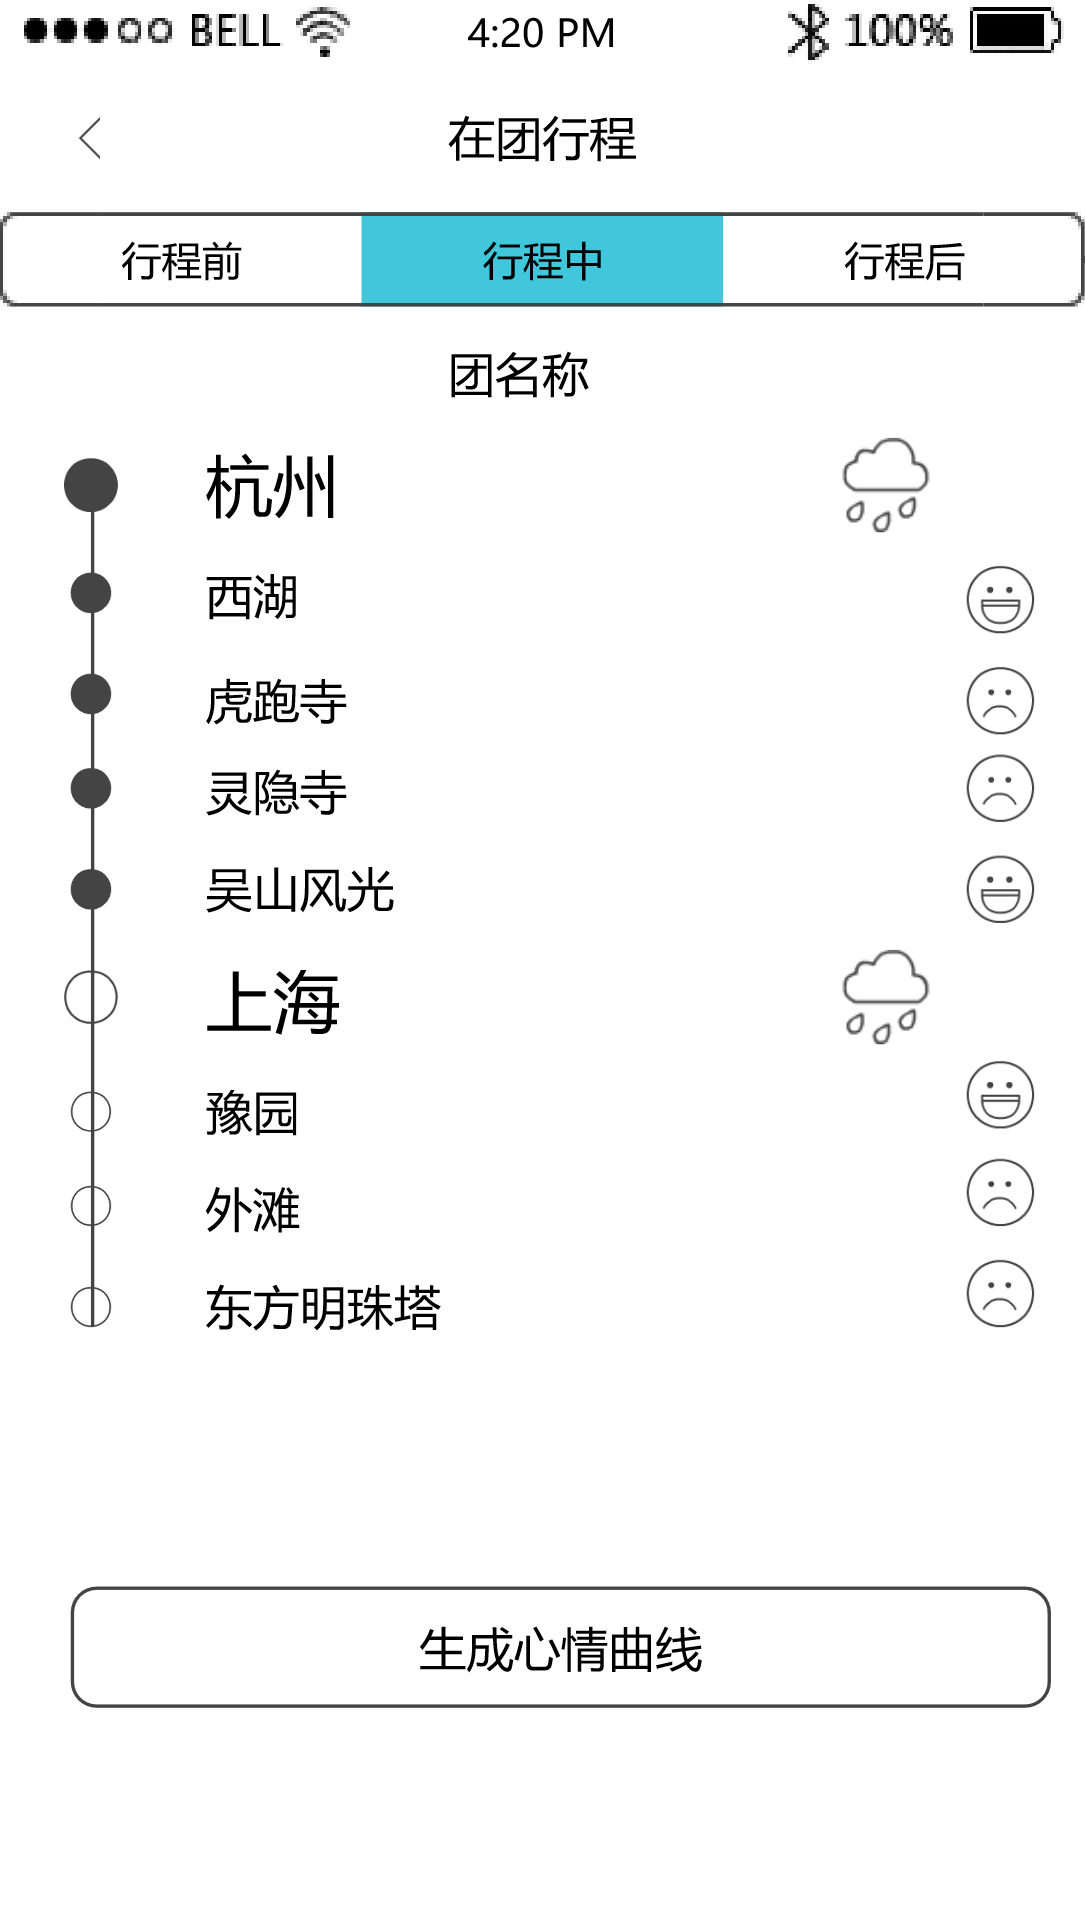 BELL 4:20 PM 100%
在团行程
行程前 行程中 行程后
团名称
杭州
西湖
虎跑寺
灵隐寺
吴山风光
上海
豫园
外滩
东方明珠塔
生成心情曲线